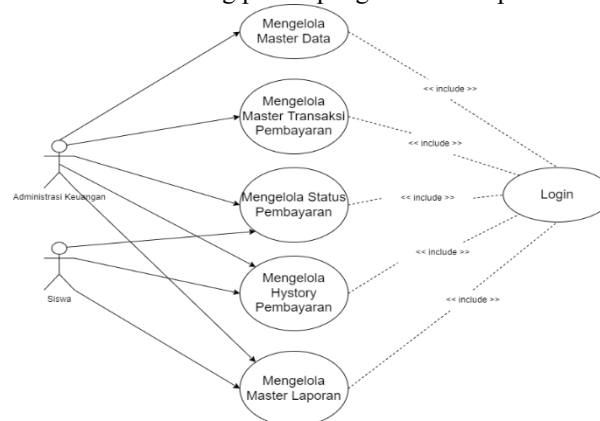 Mengelola
Master Data
<< include >>
Mengelola
Master Transaksi
Pembayaran
<< include >>
Administrasi Keuangan
Mengelola Status
Pembayaran
<< include >>
Login
Siswa
Mengelola
Hystory
Pembayaran
<< include >>
<< include >>
Mengelola
Master Laporan